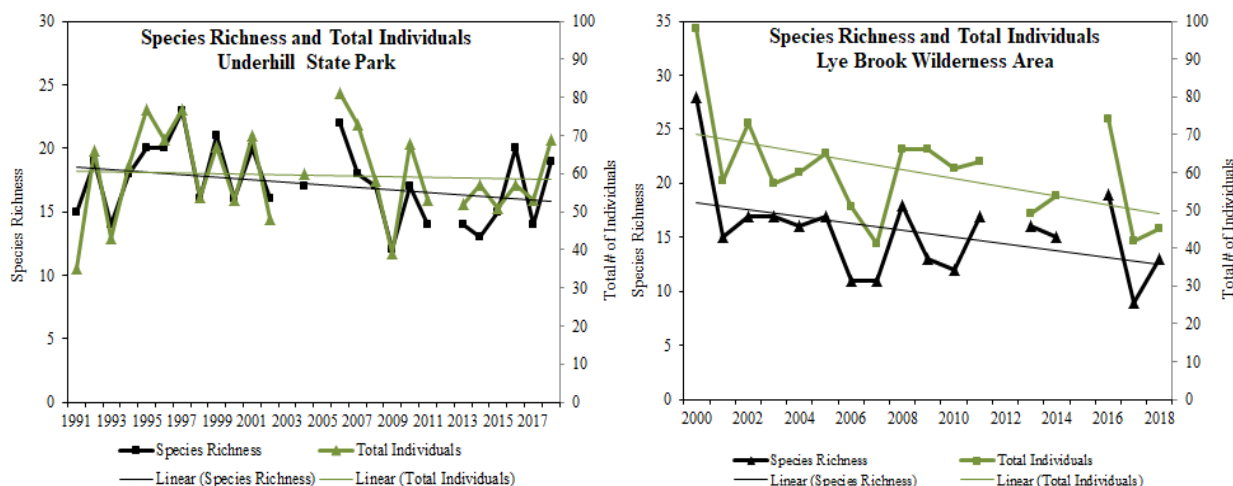 Species Richness and Total Individuals
Underhill State Park
30
25
20
15
10
5
0
Species Richness
100
90
80
70
60
50
40
30
20
10
0
Total # of Individuals
1991 1993 1995 1997 1999 2001 2003 2005 2007 2009 2011 2013 2015 2017
Species Richness Total Individuals
Linear (Species Richness) Linear (Total Individuals)
Species Richness and Total Individuals
Lye Brook Wilderness Area
35
30
25
20
15
10
5
0
Species Richness
100
90
80
70
60
50
40
30
20
10
0
Total # of Individuals
2000 2002 2004 2006 2008 2010 2012 2014 2016 2018
Species Richness Total Individuals
Linear (Species Richness) Linear (Total Individuals)